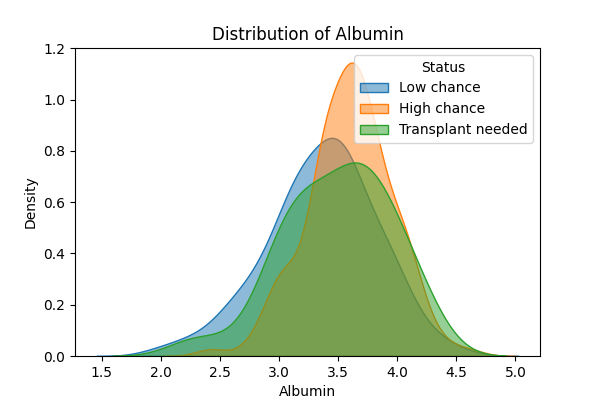 Distribution of Albumin
Status
Low chance
High chance
Transplant needed
Density
1.2
1.0
0.8
0.6
0.4
0.2
0.0
1.5 2.0 2.5 3.0 3.5 4.0 4.5 5.0
Albumin